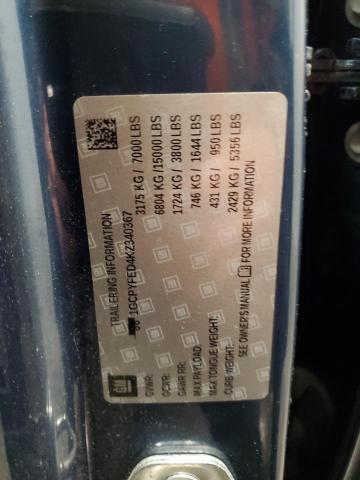 TRAILERING INFORMATION
1GCPYFED4KZ340367
GVWR: 3175 KG / 7000 LBS
GCWR: 6804 KG /15000 LBS
GAWR RR: 1724 KG / 3800 LBS
MAX PAYLOAD: 746 KG / 1644 LBS
MAX TONGUE WEIGHT: 431 KG / 950 LBS
CURB WEIGHT: 2429 KG / 5356 LBS
SEE OWNER'S MANUAL FOR MORE INFORMATION
GM